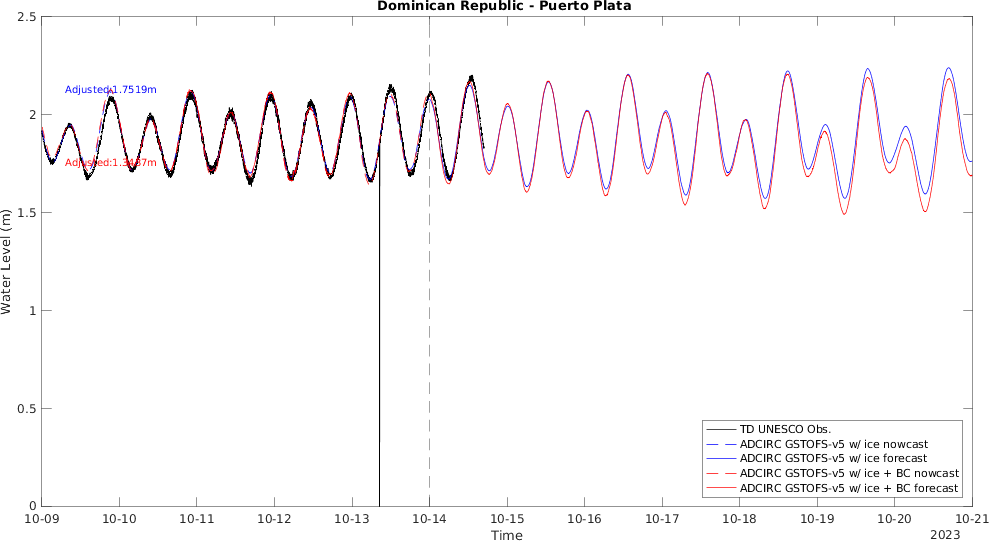 Dominican Republic - Puerto Plata
2.5
2
1.5
1
0.5
0
Water Level (m)
Adjusted:1.7519m
Adjusted:1.3437m
TD UNESCO Obs.
ADCIRC GSTOFS-v5 w/ ice nowcast
ADCIRC GSTOFS-v5 w/ ice forecast
ADCIRC GSTOFS-v5 w/ ice + BC nowcast
ADCIRC GSTOFS-v5 w/ ice + BC forecast
10-09 10-10 10-11 10-12 10-13 10-14 10-15 10-16 10-17 10-18 10-19 10-20 10-21
Time
2023